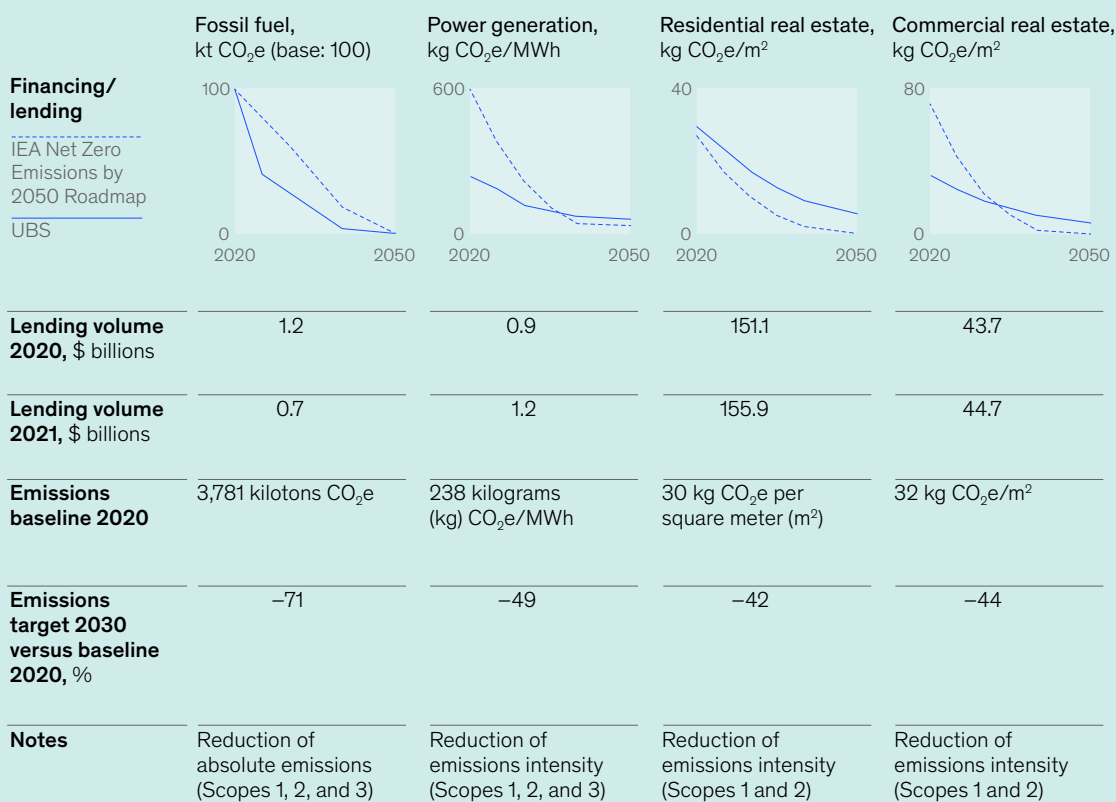 Fossil fuel,
kt CO₂e (base: 100)
Power generation,
kg CO₂e/MWh
Residential real estate,
kg CO₂e/m²
Commercial real estate,
kg CO₂e/m²
Financing/
lending
IEA Net Zero
Emissions by
2050 Roadmap
UBS
100
0
2020
2050
600
0
2020
2050
40
0
2020
2050
80
0
2020
2050
Lending volume
2020, $ billions
1.2
0.9
151.1
43.7
Lending volume
2021, $ billions
0.7
1.2
155.9
44.7
Emissions
baseline 2020
3,781 kilotons CO₂e
238 kilograms
(kg) CO₂e/MWh
30 kg CO₂e per
square meter (m²)
32 kg CO₂e/m²
Emissions
target 2030
versus baseline
2020, %
–71
–49
–42
–44
Notes
Reduction of
absolute emissions
(Scopes 1, 2, and 3)
Reduction of
emissions intensity
(Scopes 1, 2, and 3)
Reduction of
emissions intensity
(Scopes 1 and 2)
Reduction of
emissions intensity
(Scopes 1 and 2)